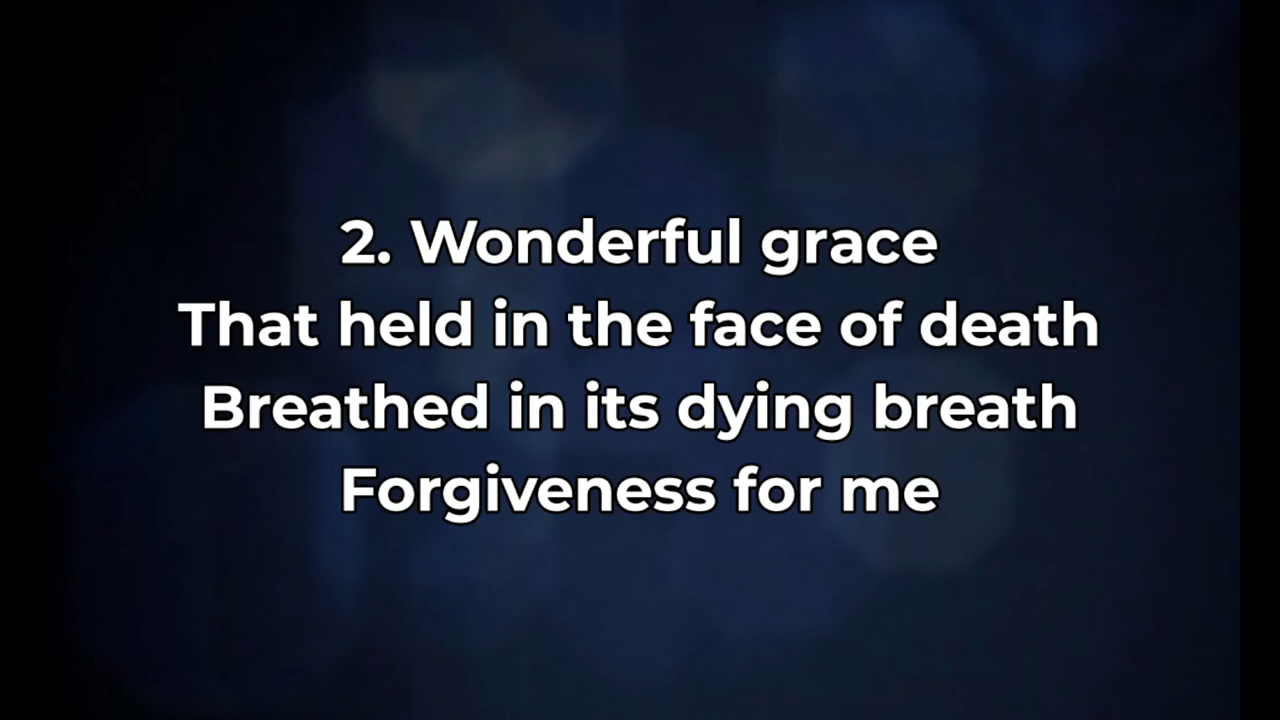 2. Wonderful grace
That held in the face of death
Breathed in its dying breath
Forgiveness for me